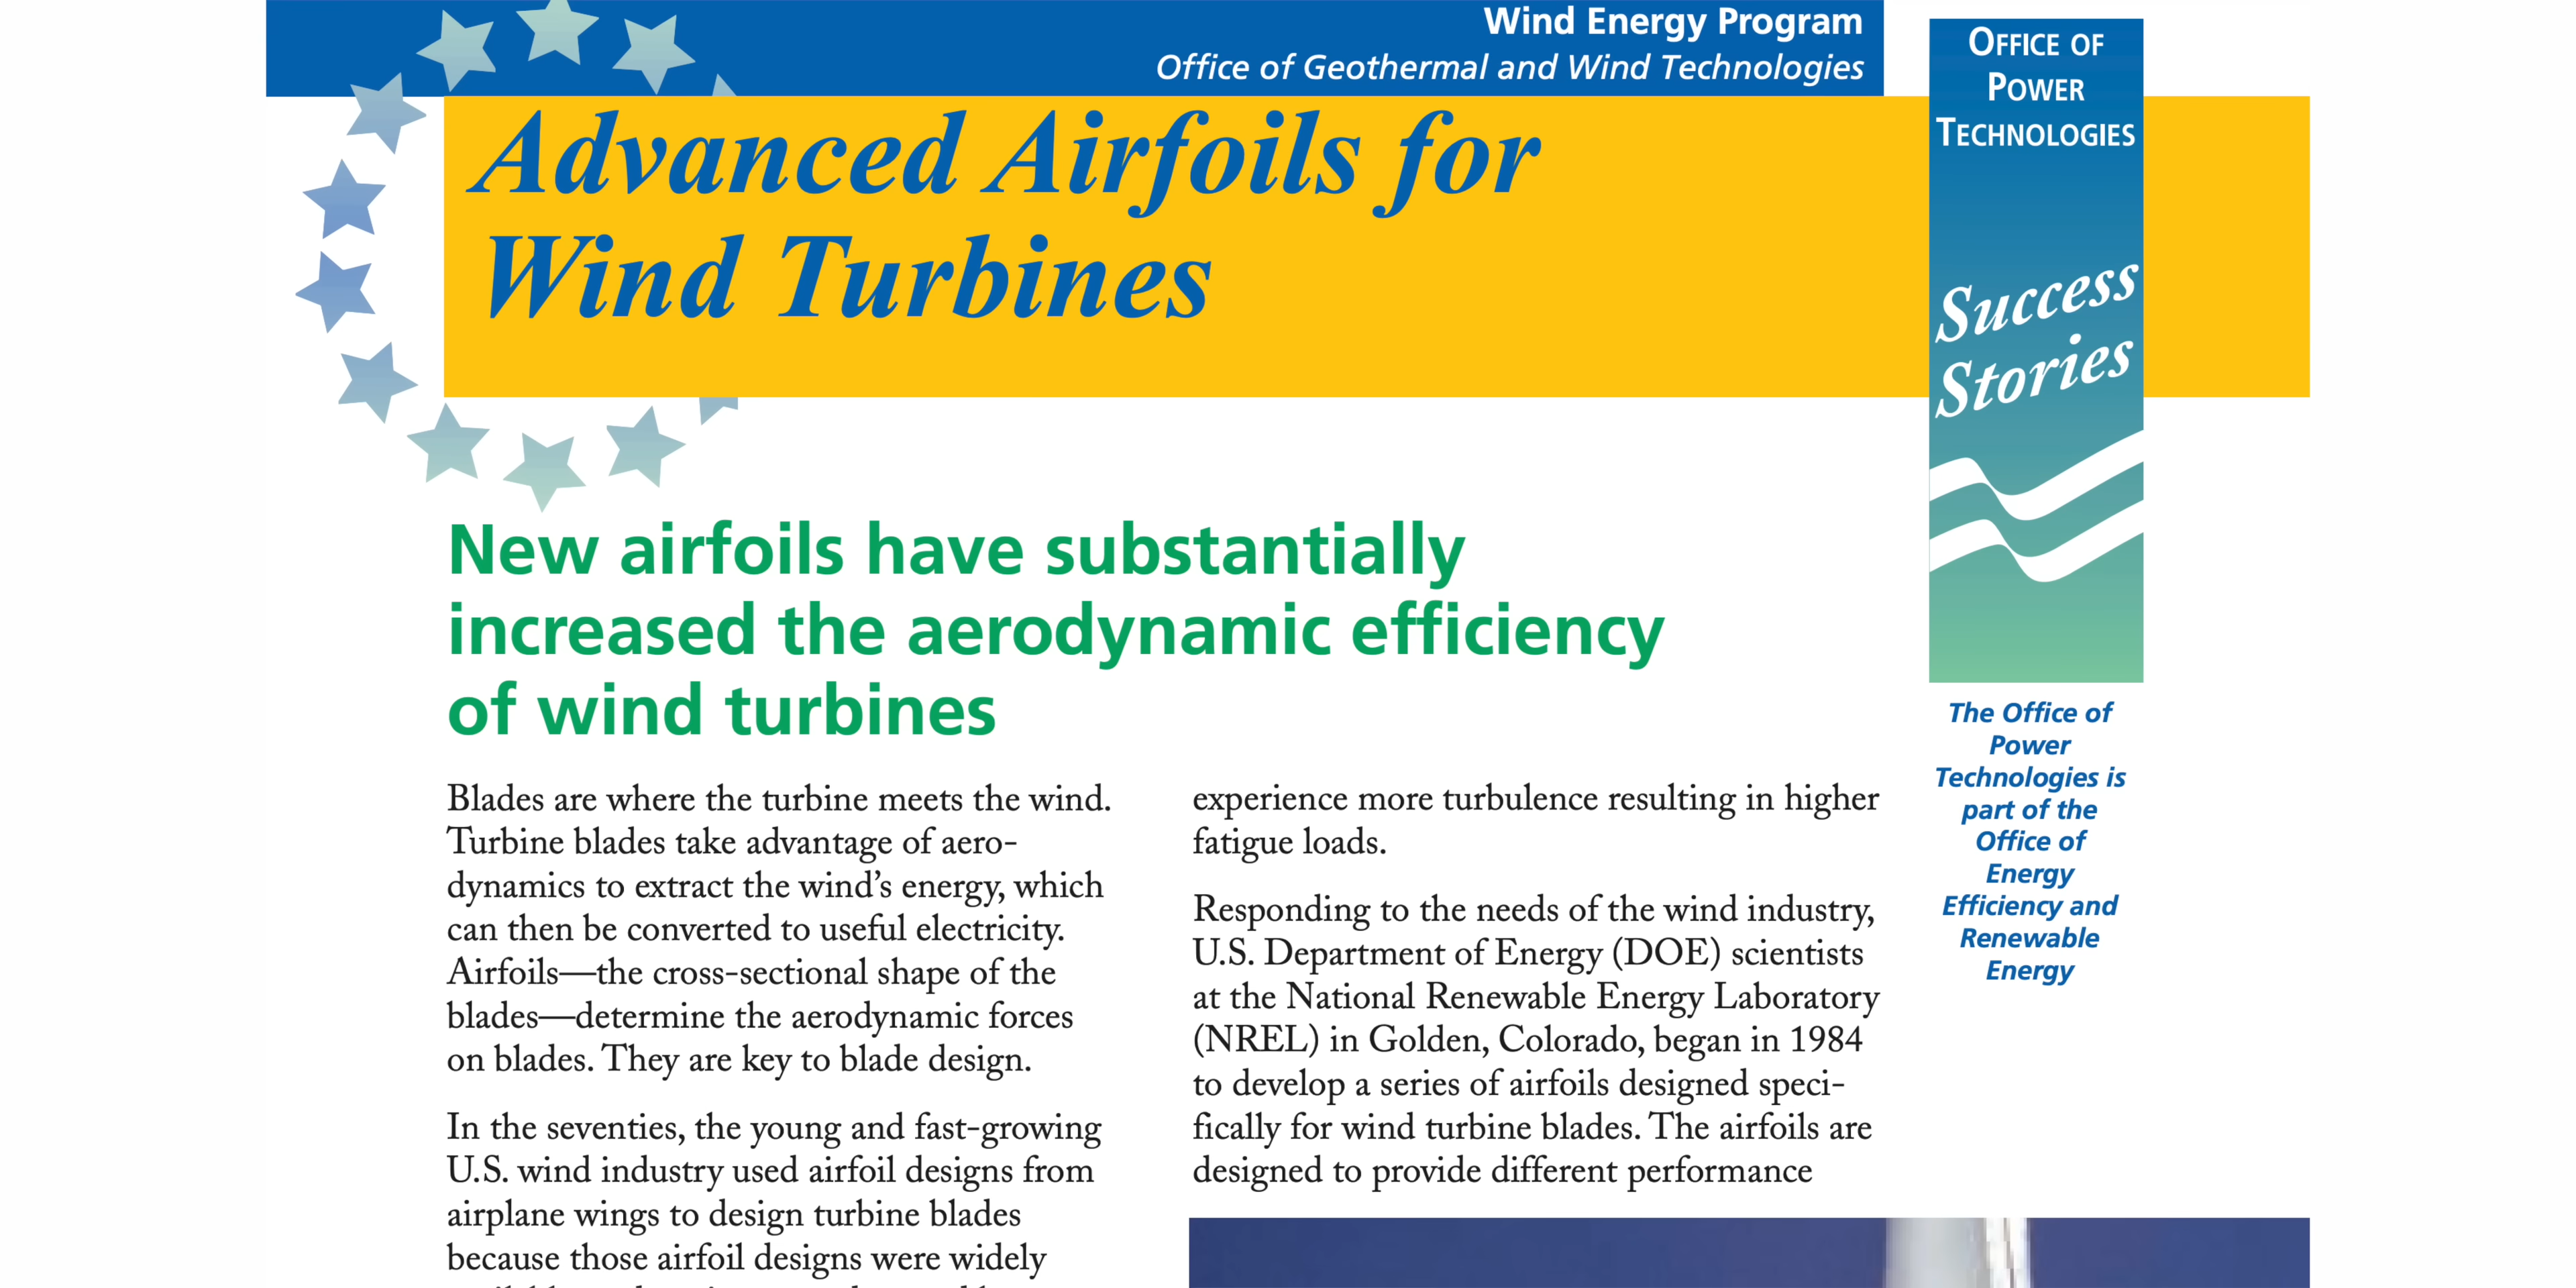 Wind Energy Program
Office of Geothermal and Wind Technologies
OFFICE OF
POWER
TECHNOLOGIES
Success
Stories
Advanced Airfoils for
Wind Turbines
New airfoils have substantially
increased the aerodynamic efficiency
of wind turbines
Blades are where the turbine meets the wind.
Turbine blades take advantage of aero-
dynamics to extract the wind's energy, which
can then be converted to useful electricity.
Airfoils—the cross-sectional shape of the
blades—determine the aerodynamic forces
on blades. They are key to blade design.
In the seventies, the young and fast-growing
U.S. wind industry used airfoil designs from
airplane wings to design turbine blades
because those airfoil designs were widely
experience more turbulence resulting in higher
fatigue loads.
Responding to the needs of the wind industry,
U.S. Department of Energy (DOE) scientists
at the National Renewable Energy Laboratory
(NREL) in Golden, Colorado, began in 1984
to develop a series of airfoils designed speci-
fically for wind turbine blades. The airfoils are
designed to provide different performance
The Office of
Power
Technologies is
part of the
Office of
Energy
Efficiency and
Renewable
Energy